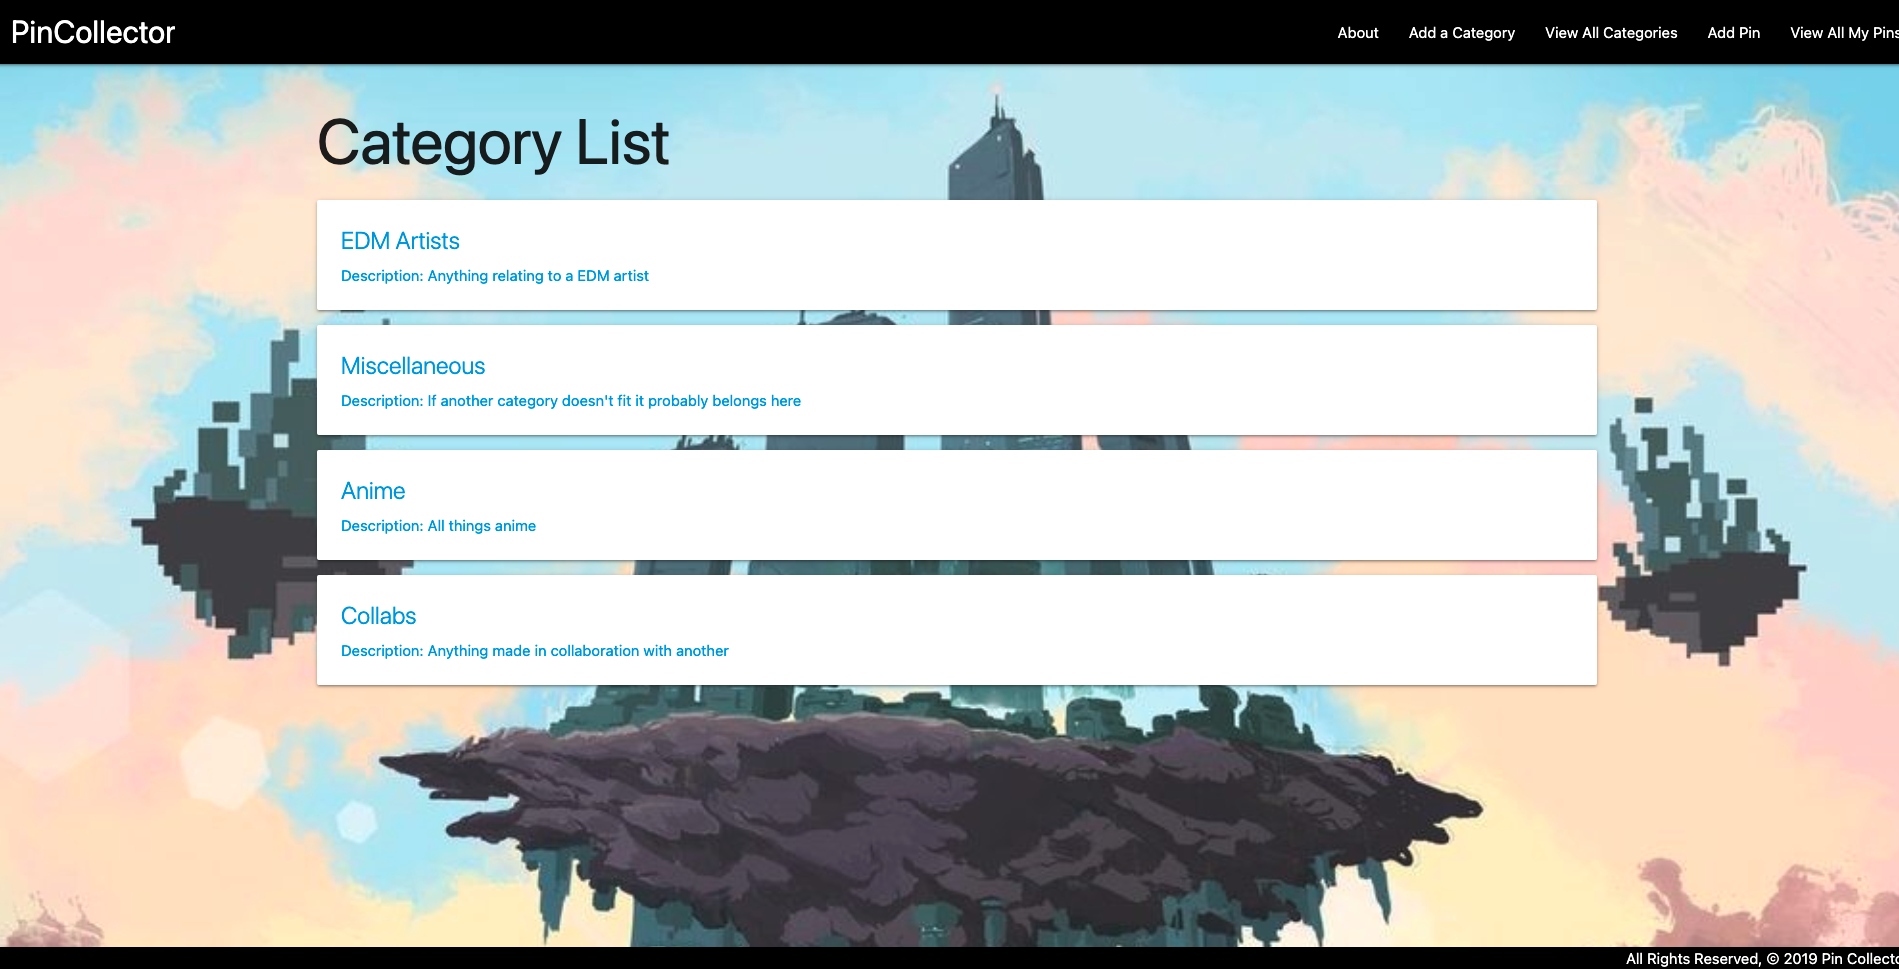 PinCollector
About Add a Category View All Categories Add Pin View All My Pins
Category List
EDM Artists
Description: Anything relating to a EDM artist
Miscellaneous
Description: If another category doesn't fit it probably belongs here
Anime
Description: All things anime
Collabs
Description: Anything made in collaboration with another
All Rights Reserved, © 2019 Pin Collecto